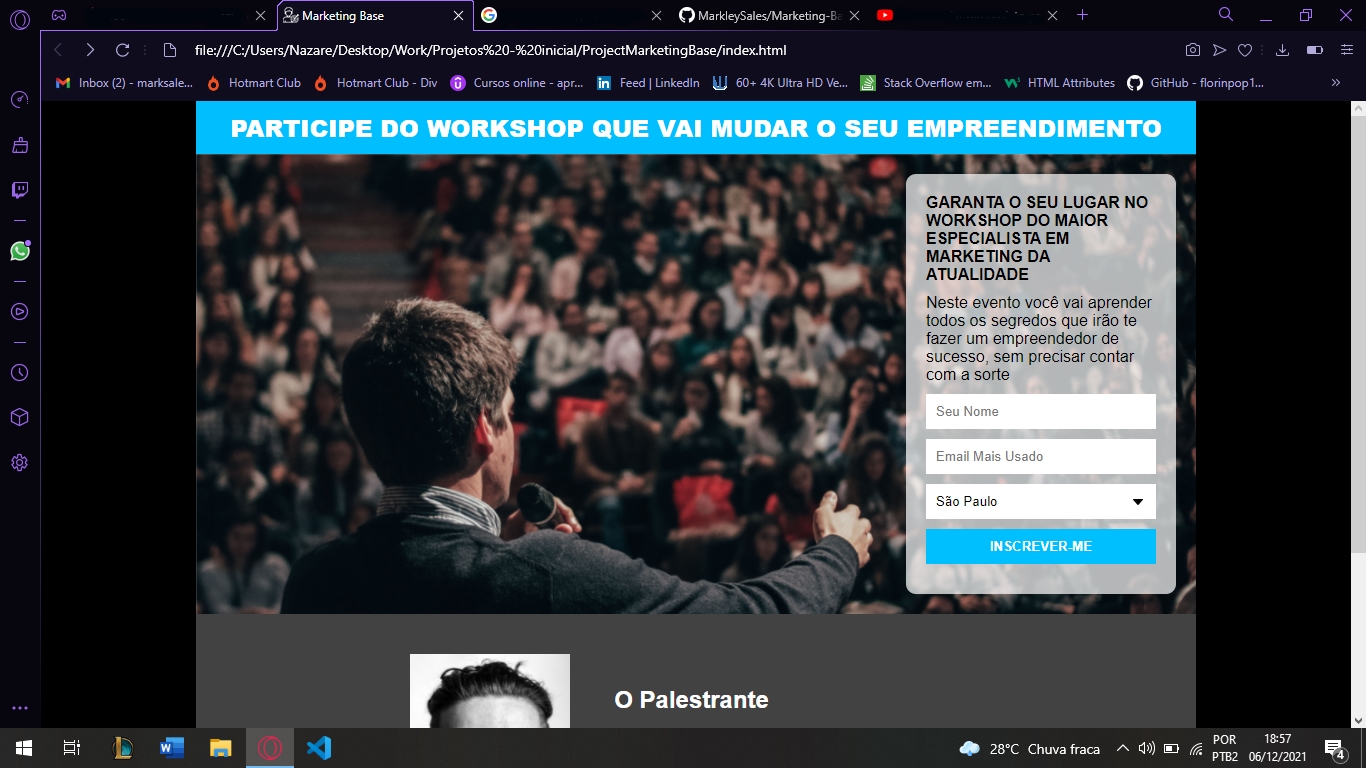 Marketing Base
MarkleySales/Marketing-Ba
file:///C:/Users/Nazare/Desktop/Work/Projetos%20-%20inicial/ProjectMarketingBase/index.html
Inbox (2) - marksale... Hotmart Club Hotmart Club - Div Cursos online - apr... Feed | LinkedIn 60+ 4K Ultra HD Ve... Stack Overflow em... HTML Attributes GitHub - florinpop1...
PARTICIPE DO WORKSHOP QUE VAI MUDAR O SEU EMPREENDIMENTO
GARANTA O SEU LUGAR NO
WORKSHOP DO MAIOR
ESPECIALISTA EM
MARKETING DA
ATUALIDADE
Neste evento você vai aprender
todos os segredos que irão te
fazer um empreendedor de
sucesso, sem precisar contar
com a sorte
Seu Nome
Email Mais Usado
São Paulo
INSCREVER-ME
O Palestrante
28°C Chuva fraca
POR
PTB2
18:57
06/12/2021
4